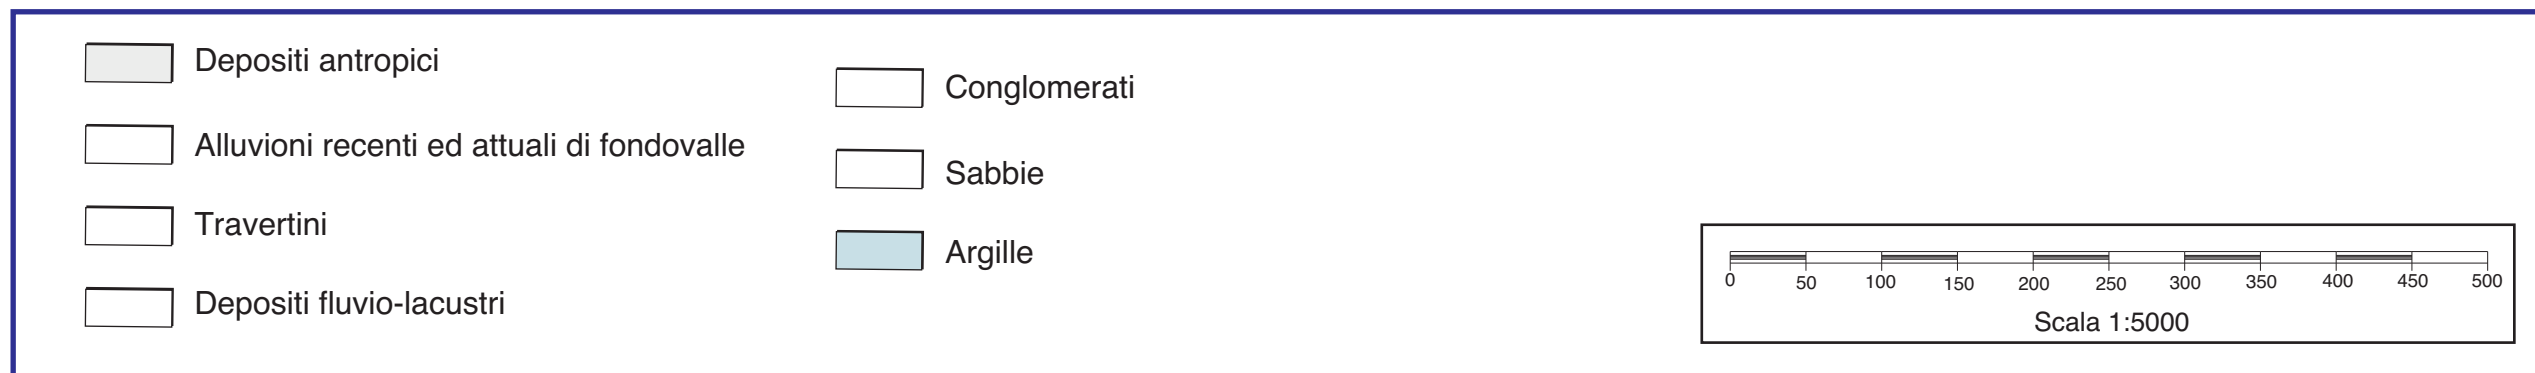 Depositi antropici
Alluvioni recenti ed attuali di fondovalle
Travertini
Depositi fluvio-lacustri
Conglomerati
Sabbie
Argille
0 50 100 150 200 250 300 350 400 450 500
Scala 1:5000